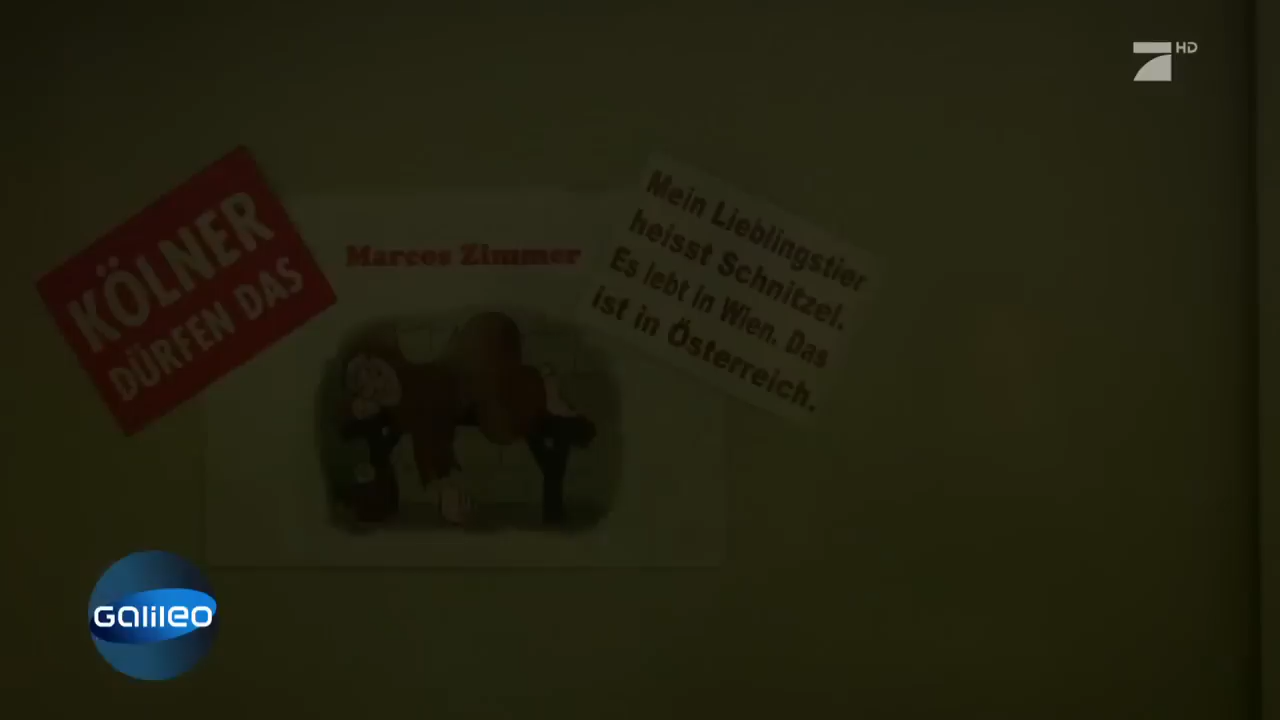 HD
KÖLNER
DÜRFEN DAS
Marcos Zimmer
Mein Lieblingstier
heisst Schnitzel.
Es lebt in Wien. Das
ist in Österreich.
Galileo